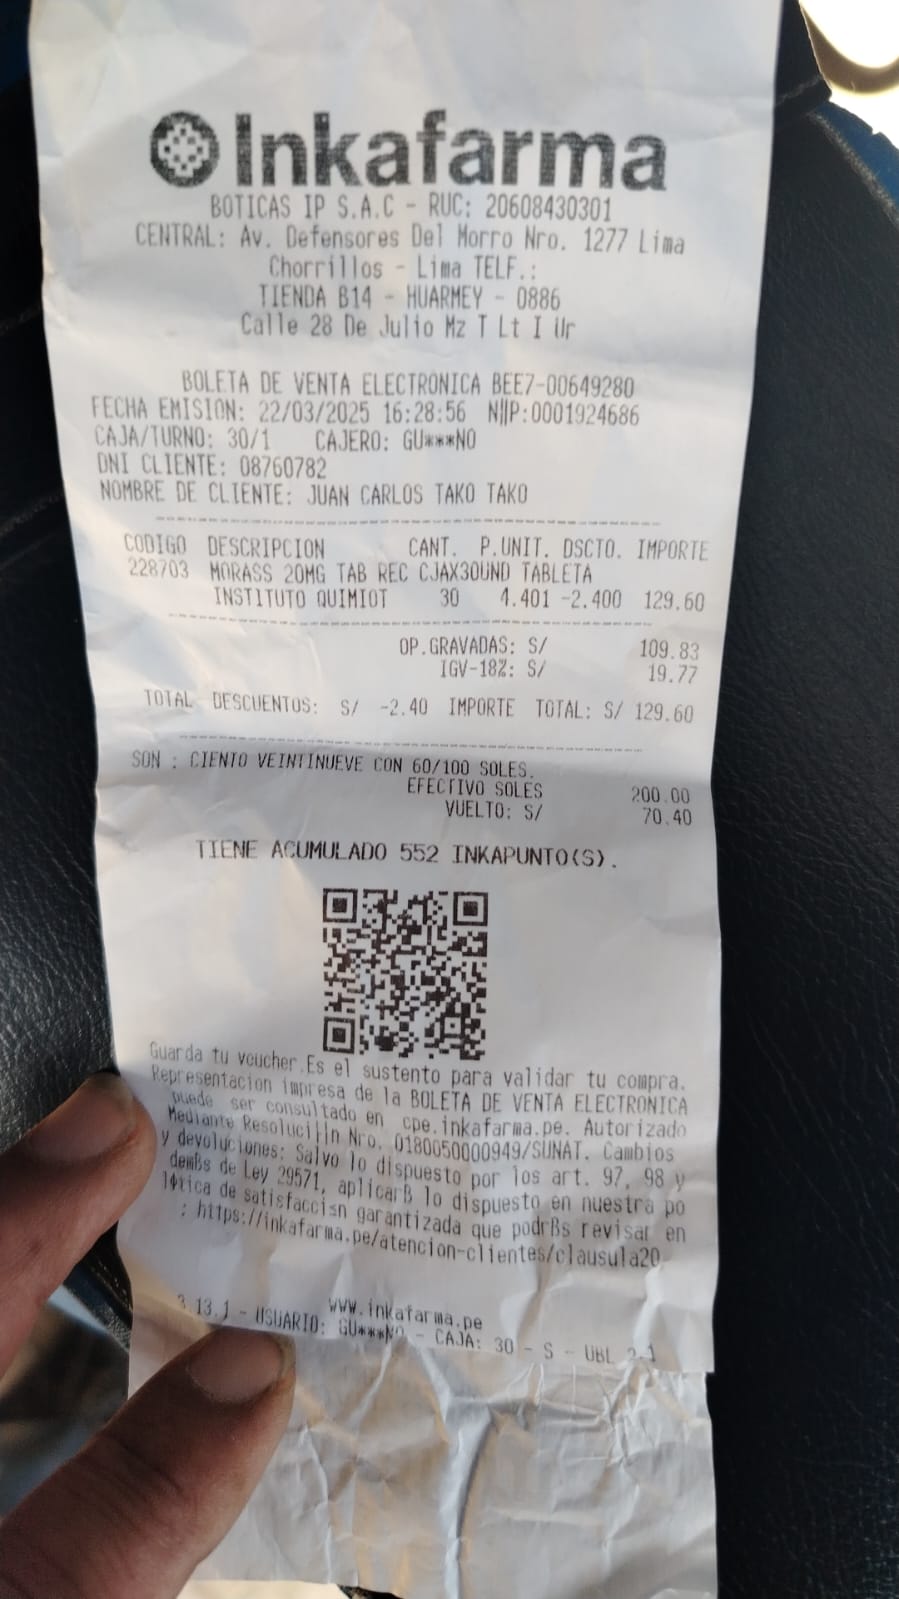 Inkafarma
BOTICAS IP S.A.C - RUC: 20608430301
CENTRAL: Av. Defensores Del Morro Nro. 1277 Lima
Chorrillos - Lima TELF.:
TIENDA B14 - HUARMEY - 0886
Calle 28 De Julio Mz T Lt I Ur
BOLETA DE VENTA ELECTRONICA BEE7-00649280
FECHA EMISION: 22/03/2025 16:28:56 N║P:0001924686
CAJA/TURNO: 30/1 CAJERO: GU***NO
DNI CLIENTE: 08760782
NOMBRE DE CLIENTE: JUAN CARLOS TAKO TAKO
CODIGO DESCRIPCION CANT. P.UNIT. DSCTO. IMPORTE
228703 MORASS 20MG TAB REC CJAX30UND TABLETA
INSTITUTO QUIMIOT 30 4.401 -2.400 129.60
OP.GRAVADAS: S/ 109.83
IGV-18%: S/ 19.77
TOTAL DESCUENTOS: S/ -2.40 IMPORTE TOTAL: S/ 129.60
SON : CIENTO VEINTINUEVE CON 60/100 SOLES.
EFECTIVO SOLES 200.00
VUELTO: S/ 70.40
TIENE ACUMULADO 552 INKAPUNTO(S).
Guarda tu voucher.Es el sustento para validar tu compra.
Representacion impresa de la BOLETA DE VENTA ELECTRONICA
puede ser consultado en cpe.inkafarma.pe. Autorizado
Mediante Resoluci║n Nro. 0180050000949/SUNAT. Cambios
y devoluciones: Salvo lo dispuesto por los art. 97, 98 y
demßs de Ley 29571, aplicarß lo dispuesto en nuestra po
l¢tica de satisfaccisn garantizada que podrßs revisar en
: https://inkafarma.pe/atencion-clientes/clausula20
www.inkafarma.pe
3.13.1 - USUARIO: GU***NO - CAJA: 30 - S - UBL 2.1